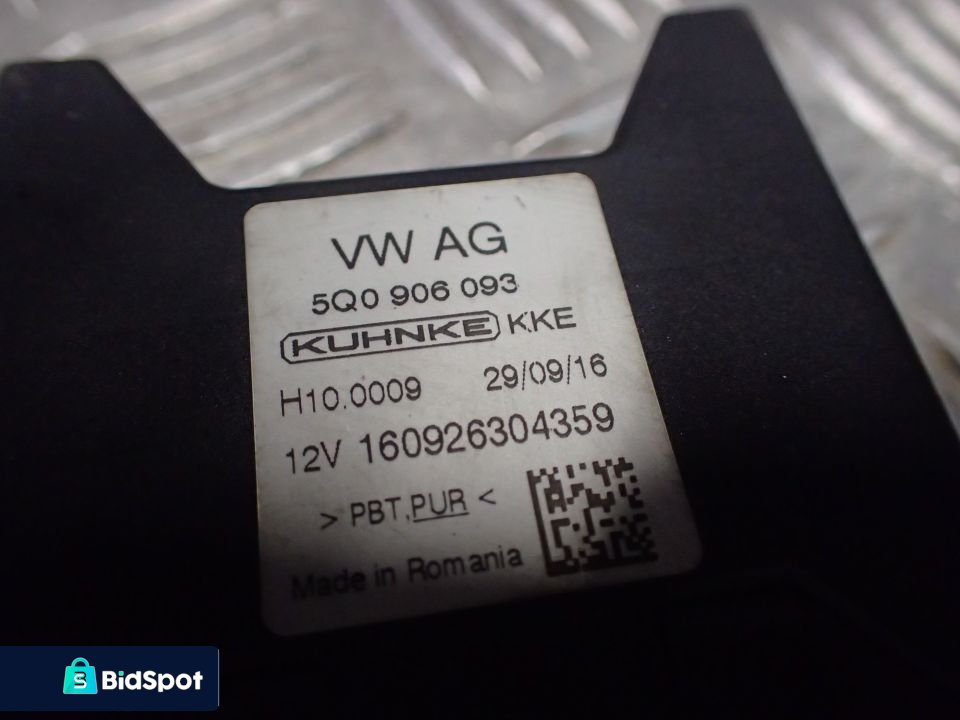 VW AG
5Q0 906 093
KUHNKE KKE
H10.0009 29/09/16
12V 160926304359
> PBT,PUR <
Made in Romania
S BidSpot